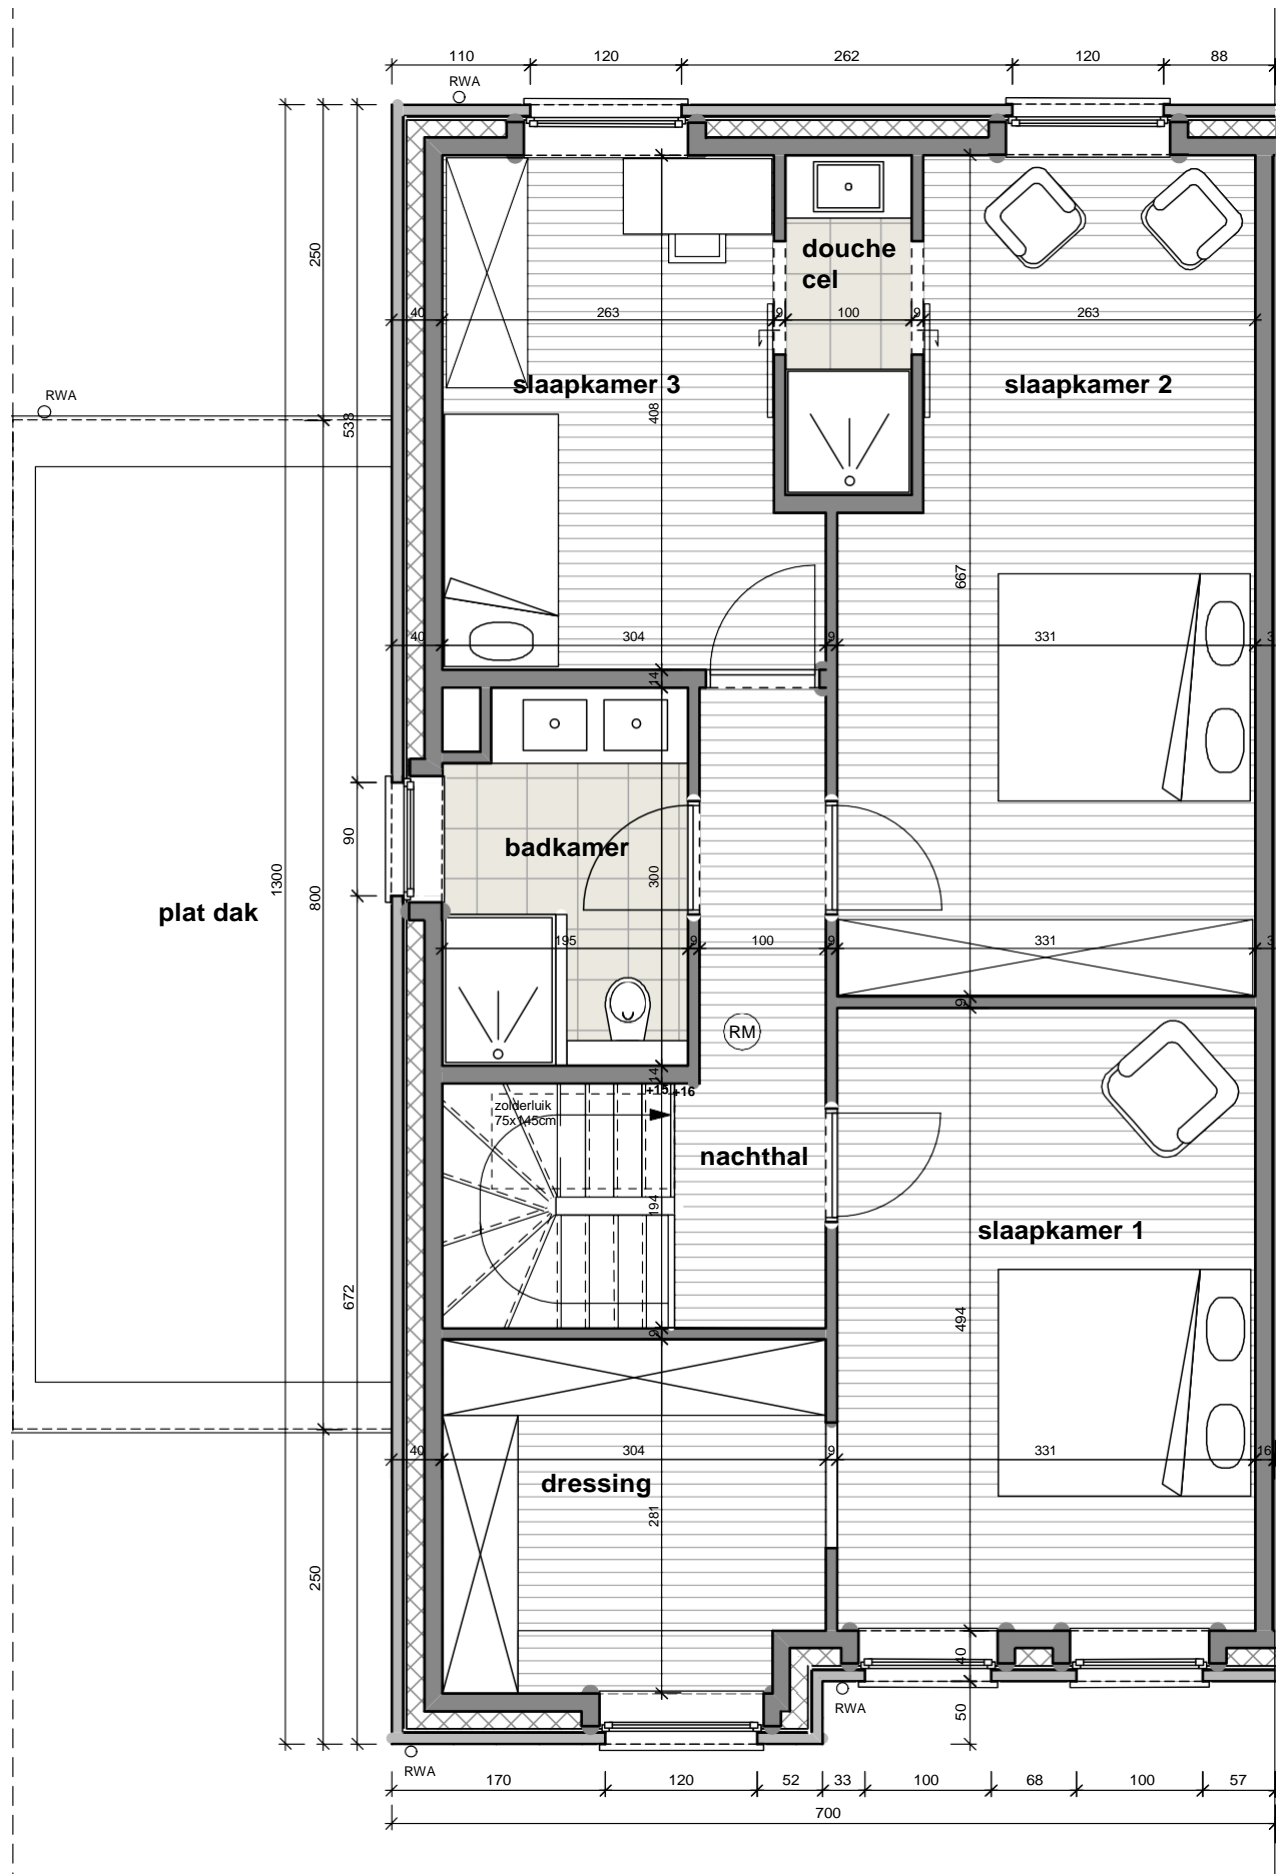 110 120 262 120 88
RWA
250
douche
cel
40 263 9 100 9 263
slaapkamer 3
slaapkamer 2
RWA
538
408
667
40 304 9 331
14
badkamer
90
1300
800
300
plat dak
195 9 100 9 331
9
RM
14
+15 +16
zolderluik
75x145cm
nachthal
194
slaapkamer 1
672
494
9
40 304 9 331 16
dressing
281
250
40
RWA
50
RWA
170 120 52 33 100 68 100 57
700